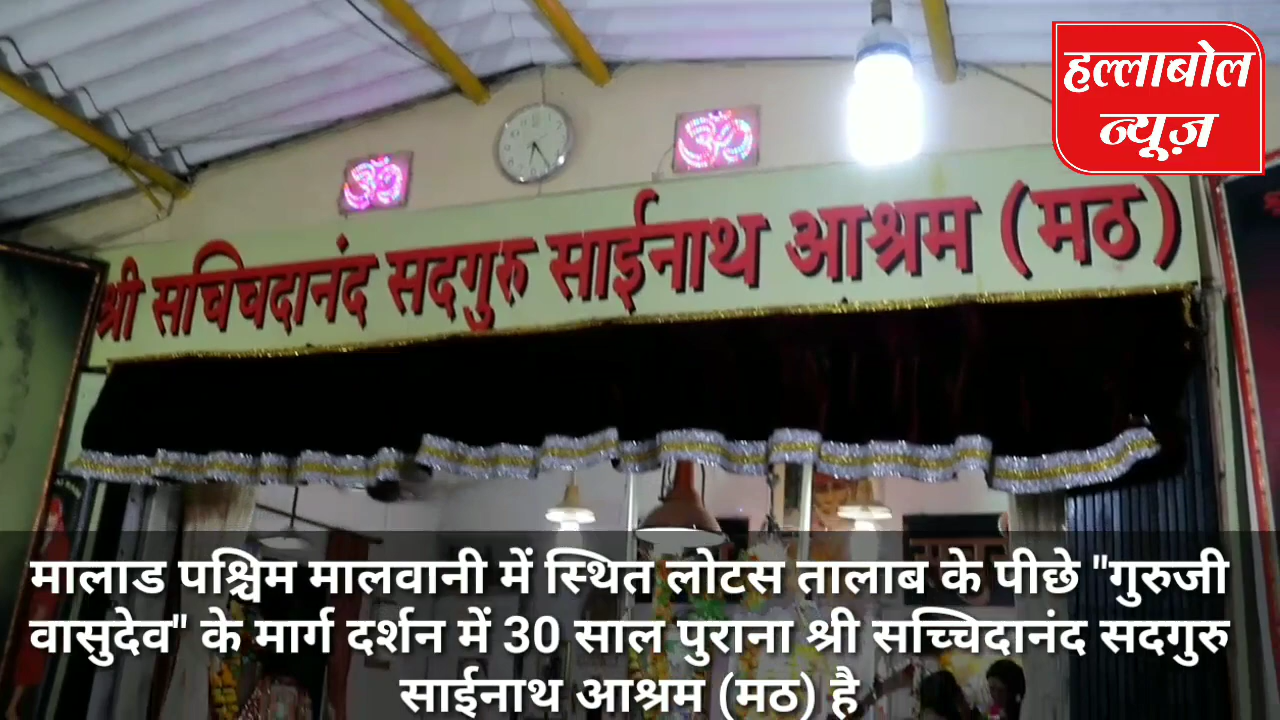 हल्लाबोल
न्यूज़
ॐ ॐ
श्री सच्चिदानंद सदगुरु साईनाथ आश्रम (मठ)
मालाड पश्चिम मालवानी में स्थित लोटस तालाब के पीछे "गुरुजी
वासुदेव" के मार्ग दर्शन में 30 साल पुराना श्री सच्चिदानंद सदगुरु
साईनाथ आश्रम (मठ) है